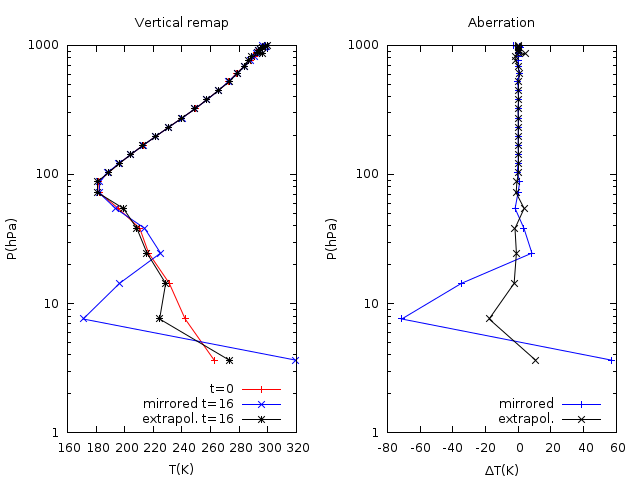 Vertical remap
Aberration
1000
100
10
1
P(hPa)
t=0
mirrored t=16
extrapol. t=16
160 180 200 220 240 260 280 300 320
T(K)
1000
100
10
1
P(hPa)
mirrored
extrapol.
-80 -60 -40 -20 0 20 40 60
ΔT(K)